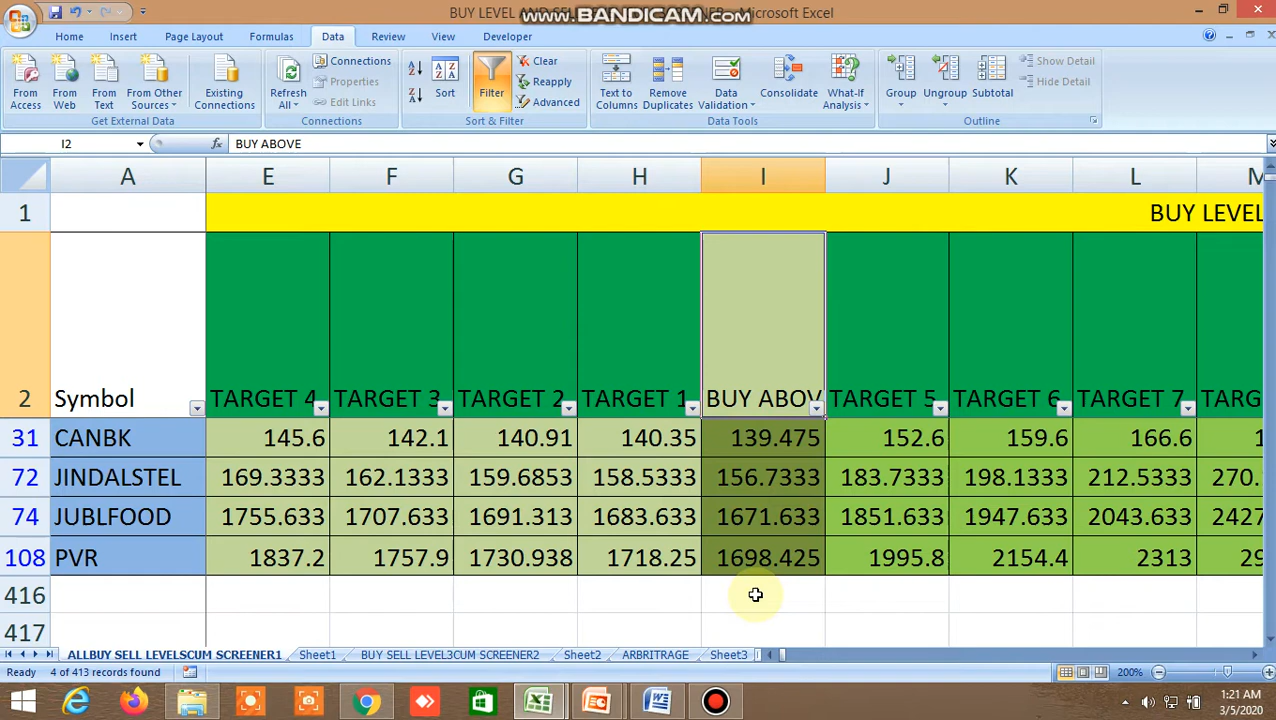 BUY LEVEL AND SEL
Microsoft Excel
www.BANDICAM.com
Home Insert Page Layout Formulas Data Review View Developer
From Access
From Web
From Text
From Other Sources
Existing Connections
Get External Data
Refresh All
Connections
Properties
Edit Links
Connections
Sort
Filter
Clear
Reapply
Advanced
Sort & Filter
Text to Columns
Remove Duplicates
Data Validation
Consolidate
What-If Analysis
Data Tools
Group
Ungroup
Subtotal
Show Detail
Hide Detail
Outline
I2 fx BUY ABOVE
A E F G H I J K L M
1 BUY LEVEL
2 Symbol TARGET 4 TARGET 3 TARGET 2 TARGET 1 BUY ABOV TARGET 5 TARGET 6 TARGET 7 TARG
31 CANBK 145.6 142.1 140.91 140.35 139.475 152.6 159.6 166.6 1
72 JINDALSTEL 169.3333 162.1333 159.6853 158.5333 156.7333 183.7333 198.1333 212.5333 270.
74 JUBLFOOD 1755.633 1707.633 1691.313 1683.633 1671.633 1851.633 1947.633 2043.633 2427
108 PVR 1837.2 1757.9 1730.938 1718.25 1698.425 1995.8 2154.4 2313 29
416
417
ALLBUY SELL LEVELSCUM SCREENER1 Sheet1 BUY SELL LEVEL3CUM SCREENER2 Sheet2 ARBRITRAGE Sheet3
Ready 4 of 413 records found 200%
1:21 AM
3/5/2020